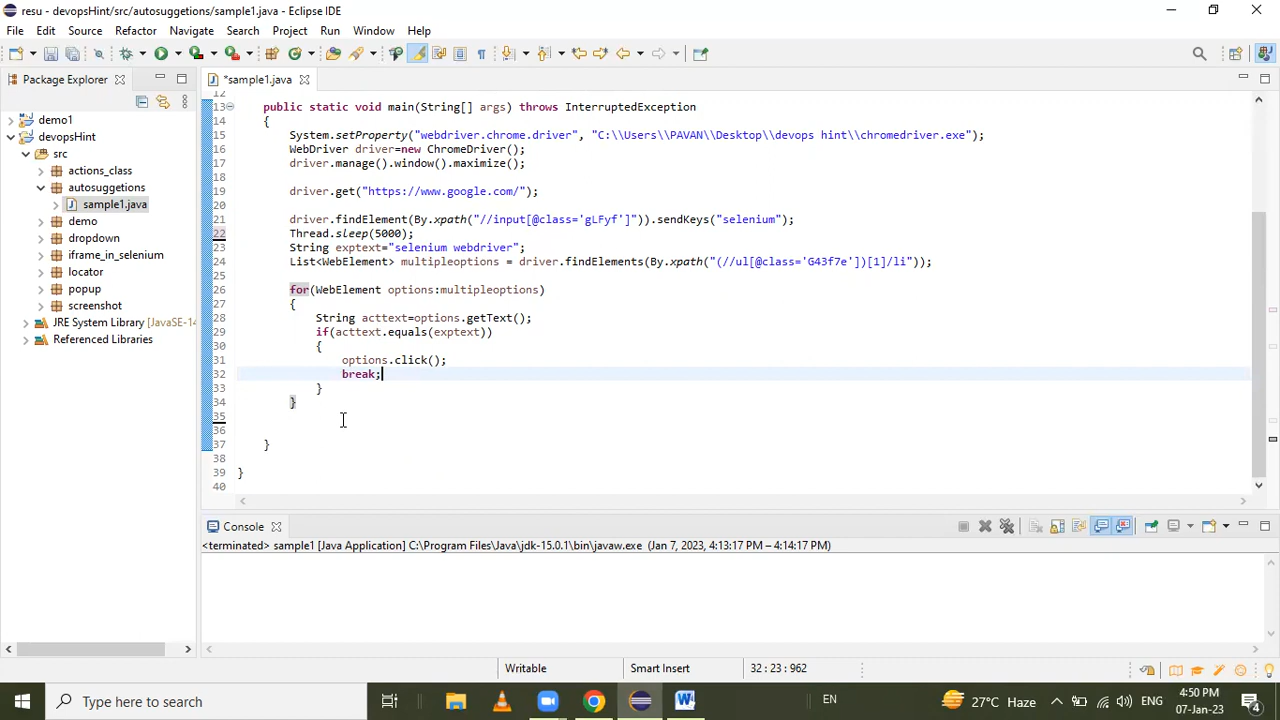 resu - devopsHint/src/autosuggetions/sample1.java - Eclipse IDE
File Edit Source Refactor Navigate Search Project Run Window Help
Package Explorer
*sample1.java
demo1
devopsHint
src
actions_class
autosuggetions
sample1.java
demo
dropdown
iframe_in_selenium
locator
popup
screenshot
JRE System Library [JavaSE-14
Referenced Libraries
12
13 public static void main(String[] args) throws InterruptedException
14 {
15 System.setProperty("webdriver.chrome.driver", "C:\\Users\\PAVAN\\Desktop\\devops hint\\chromedriver.exe");
16 WebDriver driver=new ChromeDriver();
17 driver.manage().window().maximize();
18
19 driver.get("https://www.google.com/");
20
21 driver.findElement(By.xpath("//input[@class='gLFyf']")).sendKeys("selenium");
22 Thread.sleep(5000);
23 String exptext="selenium webdriver";
24 List<WebElement> multipleoptions = driver.findElements(By.xpath("(//ul[@class='G43f7e'])[1]/li"));
25
26 for(WebElement options:multipleoptions)
27 {
28 String acttext=options.getText();
29 if(acttext.equals(exptext))
30 {
31 options.click();
32 break;
33 }
34 }
35
36
37 }
38
39 }
40
Console
<terminated> sample1 [Java Application] C:\Program Files\Java\jdk-15.0.1\bin\javaw.exe (Jan 7, 2023, 4:13:17 PM – 4:14:17 PM)
Writable Smart Insert 32 : 23 : 962
Type here to search
EN
27°C Haze
ENG
4:50 PM
07-Jan-23
4